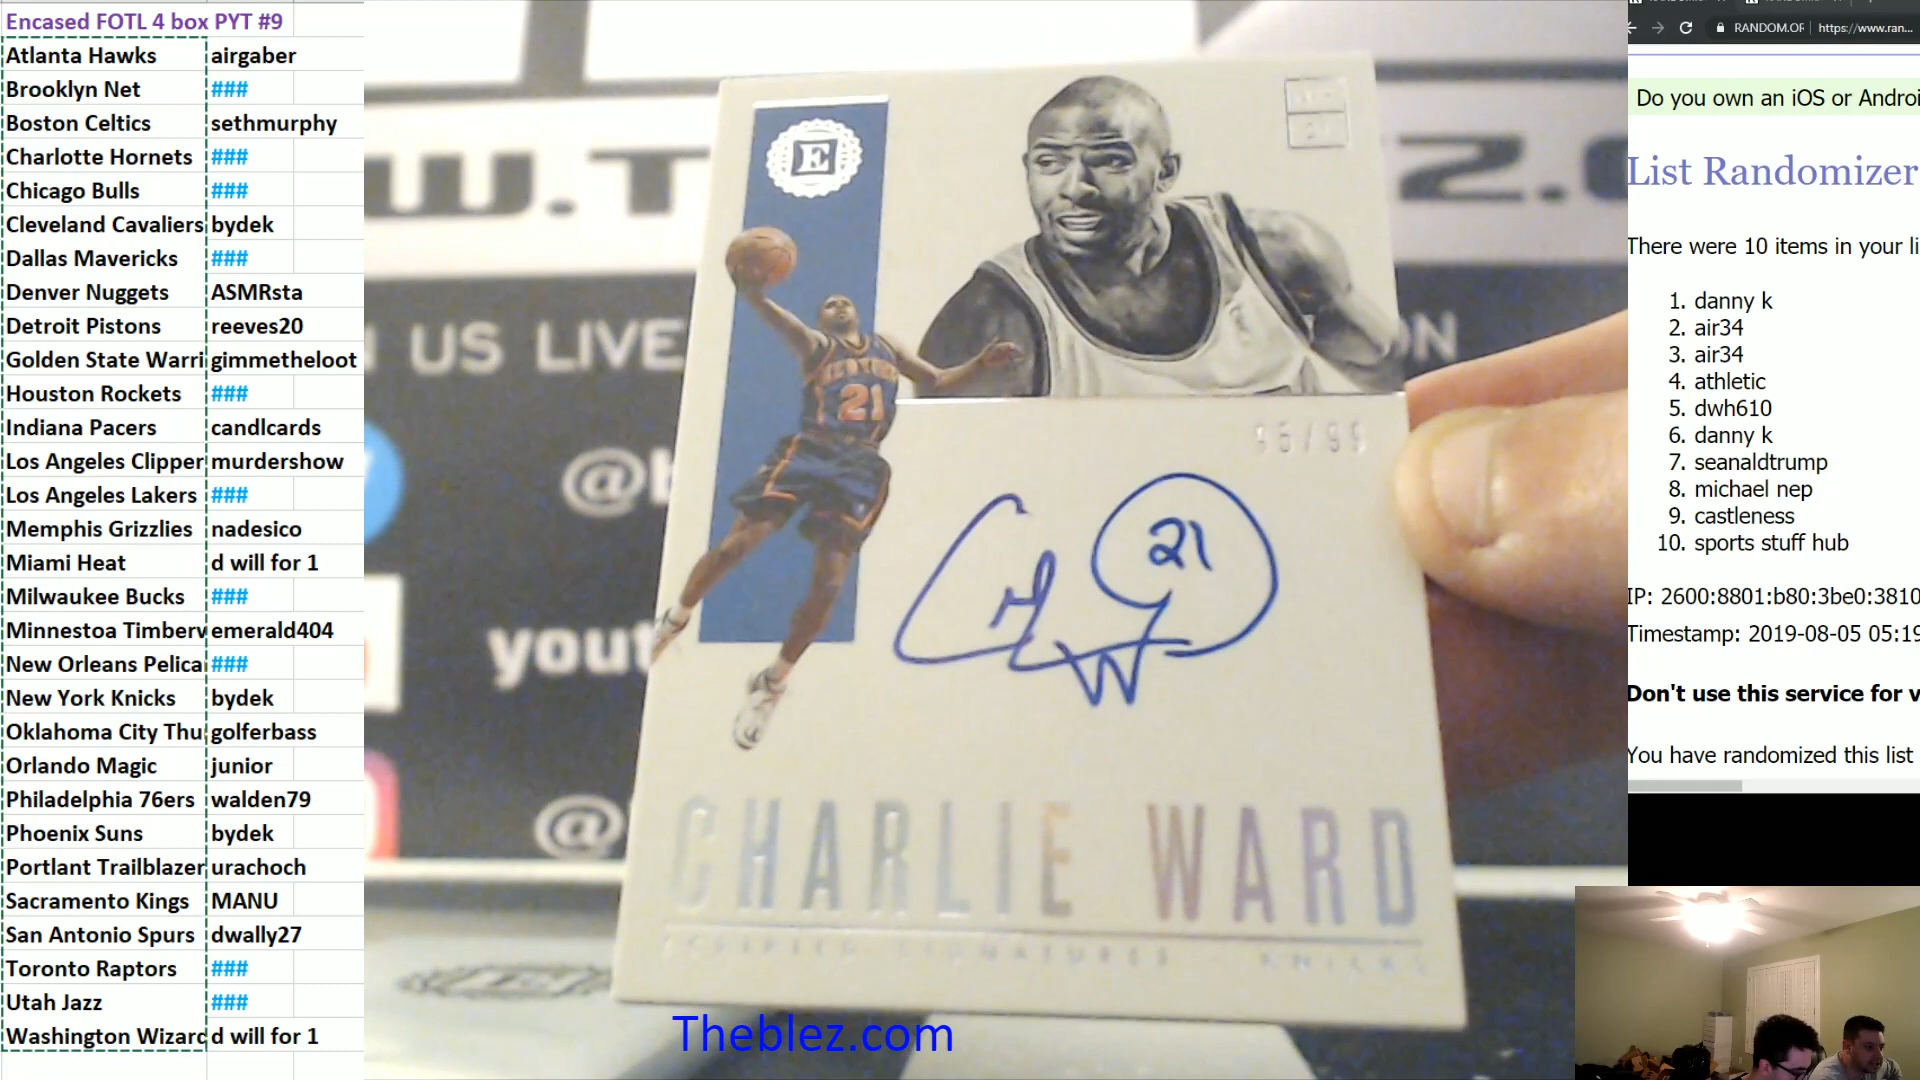 Encased FOTL 4 box PYT #9
Atlanta Hawks airgaber
Brooklyn Net ###
Boston Celtics sethmurphy
Charlotte Hornets ###
Chicago Bulls ###
Cleveland Cavaliers bydek
Dallas Mavericks ###
Denver Nuggets ASMRsta
Detroit Pistons reeves20
Golden State Warri gimmetheloot
Houston Rockets ###
Indiana Pacers candlcards
Los Angeles Clipper murdershow
Los Angeles Lakers ###
Memphis Grizzlies nadesico
Miami Heat d will for 1
Milwaukee Bucks ###
Minnestoa Timberv emerald404
New Orleans Pelica ###
New York Knicks bydek
Oklahoma City Thu golferbass
Orlando Magic junior
Philadelphia 76ers walden79
Phoenix Suns bydek
Portlant Trailblazer urachoch
Sacramento Kings MANU
San Antonio Spurs dwally27
Toronto Raptors ###
Utah Jazz ###
Washington Wizard d will for 1
W.T Z.
US LIVE ON
@b
yout
@
E
21
21
CHARLIE WARD
SIGNATURES KNICKS
Theblez.com
RANDOM.OR https://www.ran...
Do you own an iOS or Androi
List Randomizer
There were 10 items in your li
1. danny k
2. air34
3. air34
4. athletic
5. dwh610
6. danny k
7. seanaldtrump
8. michael nep
9. castleness
10. sports stuff hub
IP: 2600:8801:b80:3be0:3810
Timestamp: 2019-08-05 05:19
Don't use this service for v
You have randomized this list